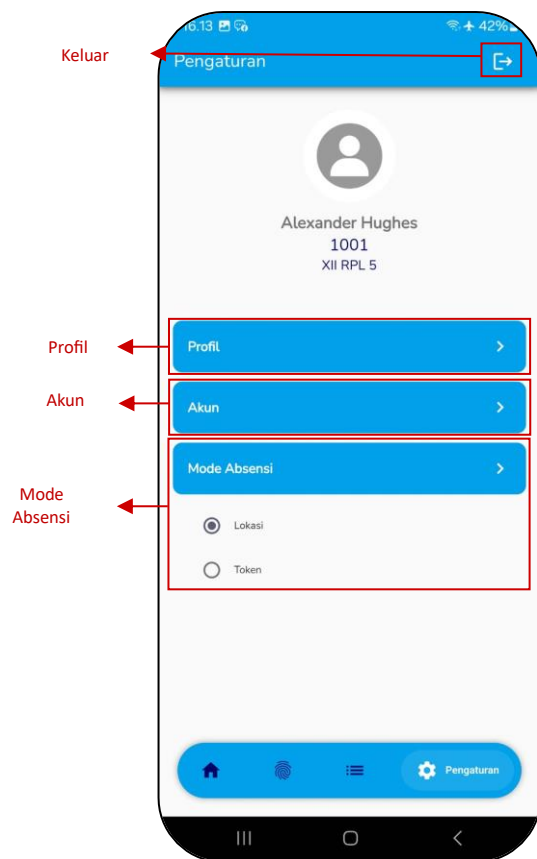 16.13 42%
Keluar
Pengaturan
Alexander Hughes
1001
XII RPL 5
Profil
Profil
Akun
Akun
Mode Absensi
Mode
Absensi
Lokasi
Token
Pengaturan